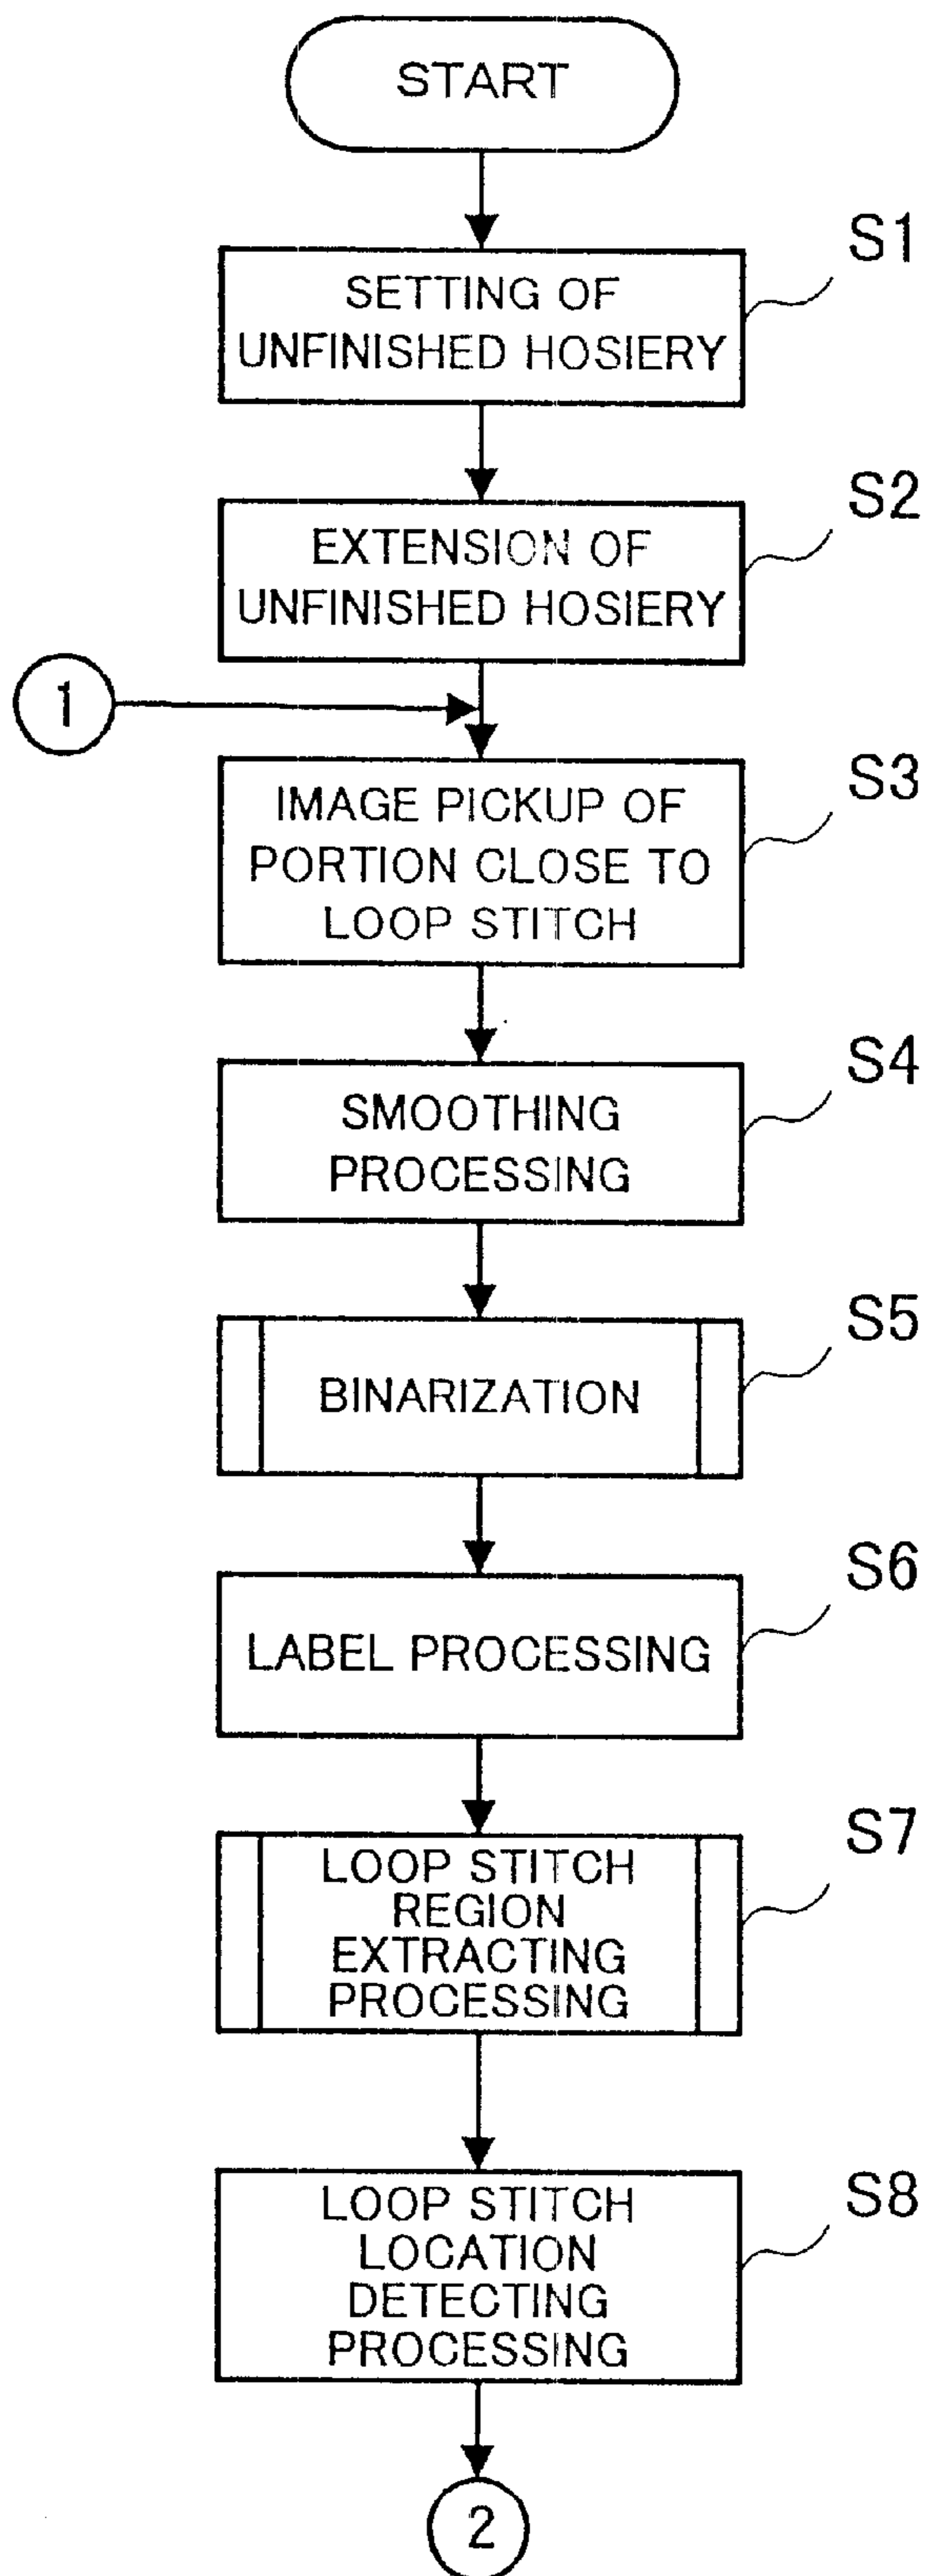 START
S1
SETTING OF
UNFINISHED HOSIERY
S2
EXTENSION OF
UNFINISHED HOSIERY
1
S3
IMAGE PICKUP OF
PORTION CLOSE TO
LOOP STITCH
S4
SMOOTHING
PROCESSING
S5
BINARIZATION
S6
LABEL PROCESSING
S7
LOOP STITCH
REGION
EXTRACTING
PROCESSING
S8
LOOP STITCH
LOCATION
DETECTING
PROCESSING
2